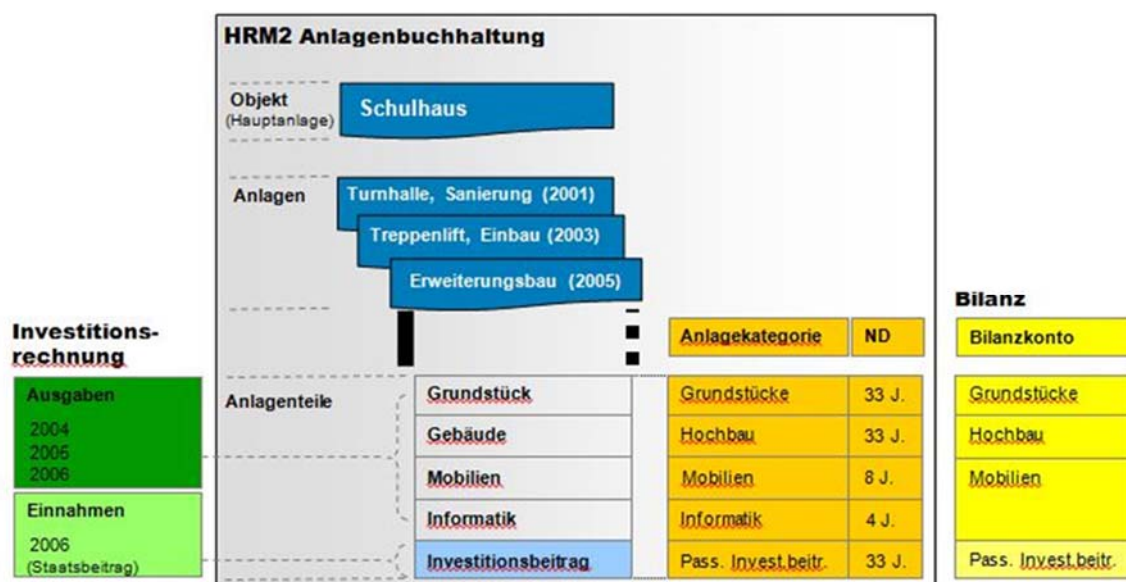 HRM2 Anlagenbuchhaltung
Objekt
(Hauptanlage)
Schulhaus
Anlagen
Turnhalle, Sanierung (2001)
Treppenlift, Einbau (2003)
Erweiterungsbau (2005)
Investitions-
rechnung
Ausgaben
2004
2005
2006
Einnahmen
2006
(Staatsbeitrag)
Anlagenteile
Grundstück
Gebäude
Mobilien
Informatik
Investitionsbeitrag
Anlagekategorie ND
Grundstücke 33 J.
Hochbau 33 J.
Mobilien 8 J.
Informatik 4 J.
Pass. Invest.beitr. 33 J.
Bilanz
Bilanzkonto
Grundstücke
Hochbau
Mobilien
Pass. Invest.beitr.